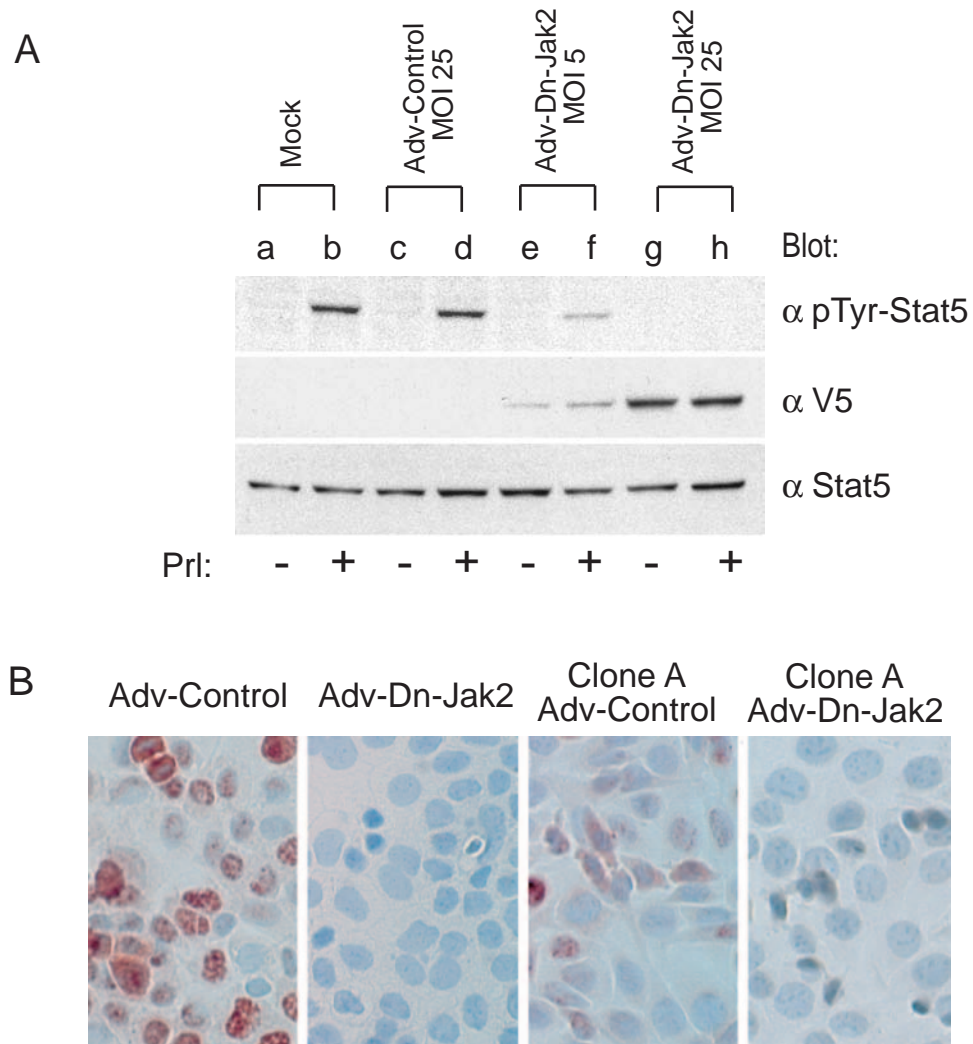 A
Mock
Adv-Control
MOI 25
Adv-Dn-Jak2
MOI 5
Adv-Dn-Jak2
MOI 25
a b c d e f g h Blot:
α pTyr-Stat5
α V5
α Stat5
Prl: - + - + - + - +
B
Adv-Control
Adv-Dn-Jak2
Clone A
Adv-Control
Clone A
Adv-Dn-Jak2